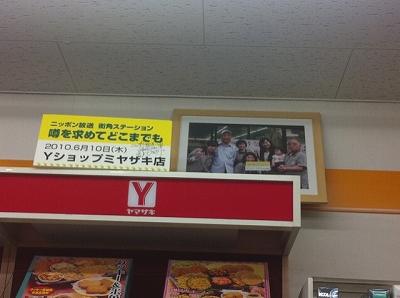 ニッポン放送 街角ステーション
噂を求めてどこまでも
2010.6月10日(木)
Yショップミヤザキ店
Y
ヤマザキ